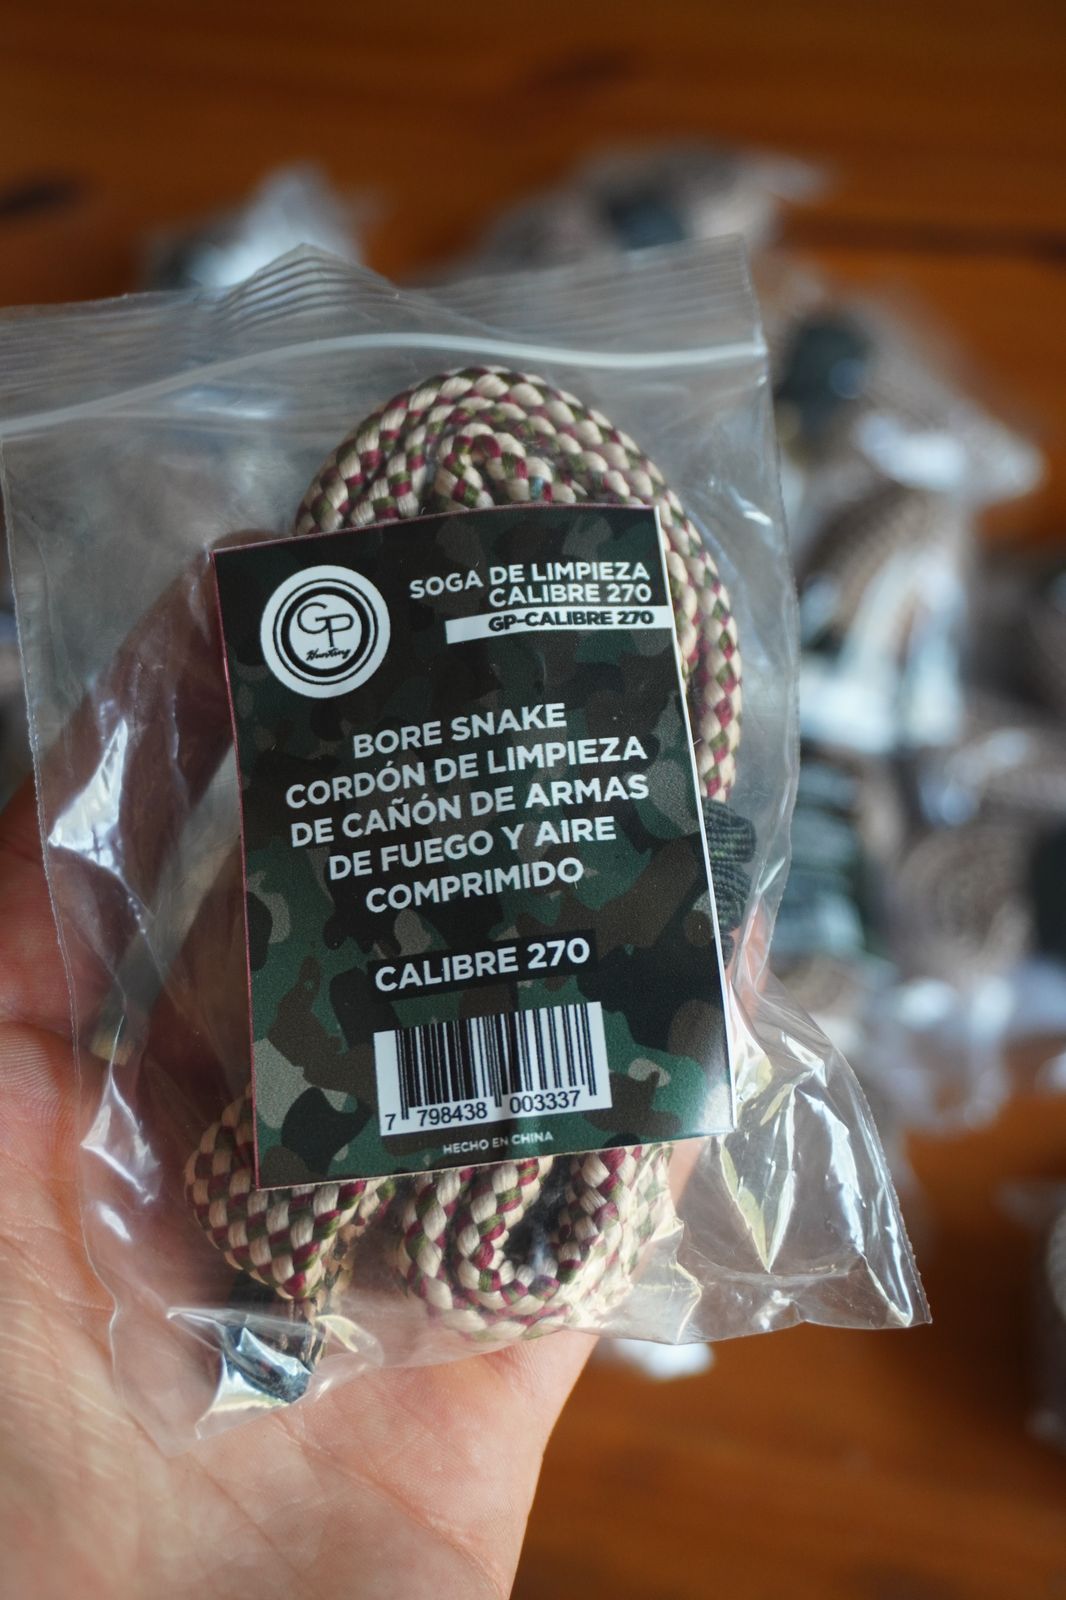 GP
Hunting
SOGA DE LIMPIEZA
CALIBRE 270
GP-CALIBRE 270
BORE SNAKE
CORDÓN DE LIMPIEZA
DE CAÑÓN DE ARMAS
DE FUEGO Y AIRE
COMPRIMIDO
CALIBRE 270
7 798438 003337
HECHO EN CHINA